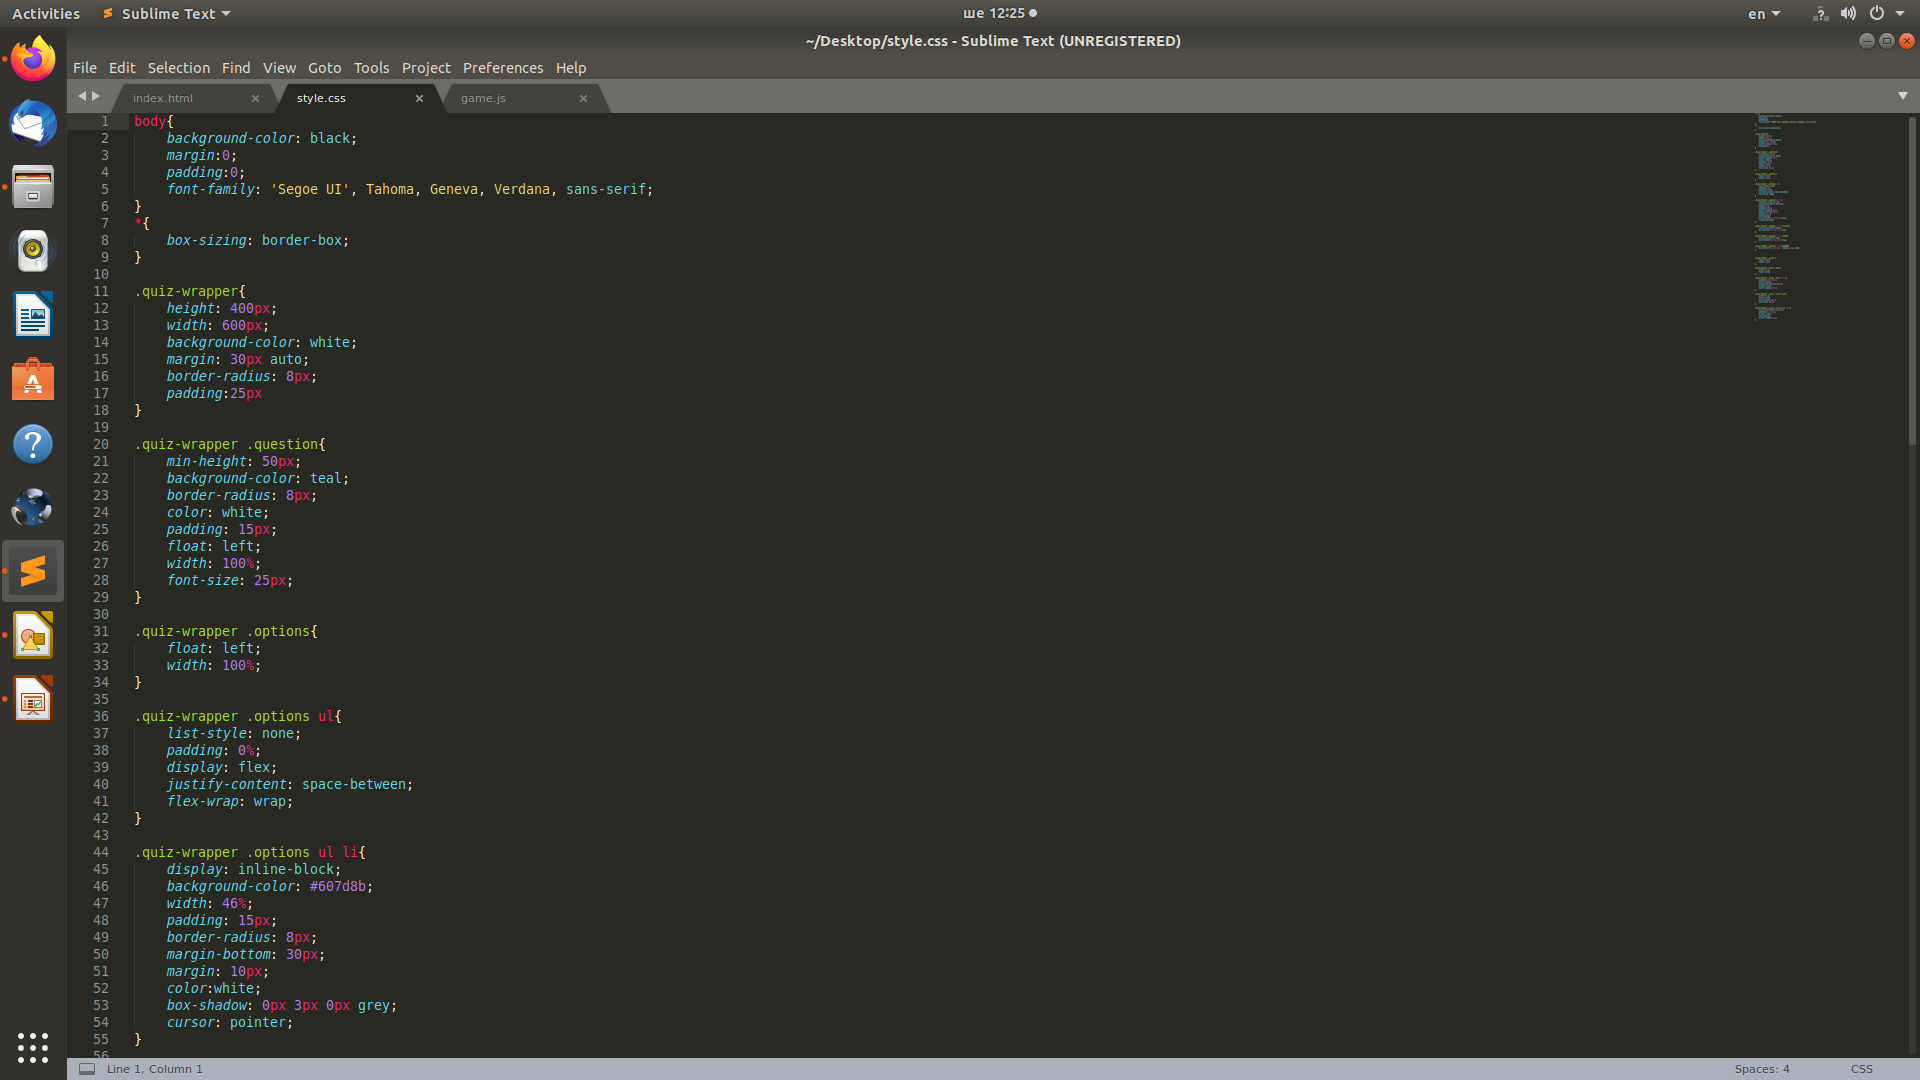 Activities
Sublime Text
ше 12:25
en
~/Desktop/style.css - Sublime Text (UNREGISTERED)
File Edit Selection Find View Goto Tools Project Preferences Help
index.html
style.css
game.js
1 body{
2     background-color: black;
3     margin:0;
4     padding:0;
5     font-family: 'Segoe UI', Tahoma, Geneva, Verdana, sans-serif;
6 }
7 *{
8     box-sizing: border-box;
9 }
10
11 .quiz-wrapper{
12     height: 400px;
13     width: 600px;
14     background-color: white;
15     margin: 30px auto;
16     border-radius: 8px;
17     padding:25px
18 }
19
20 .quiz-wrapper .question{
21     min-height: 50px;
22     background-color: teal;
23     border-radius: 8px;
24     color: white;
25     padding: 15px;
26     float: left;
27     width: 100%;
28     font-size: 25px;
29 }
30
31 .quiz-wrapper .options{
32     float: left;
33     width: 100%;
34 }
35
36 .quiz-wrapper .options ul{
37     list-style: none;
38     padding: 0%;
39     display: flex;
40     justify-content: space-between;
41     flex-wrap: wrap;
42 }
43
44 .quiz-wrapper .options ul li{
45     display: inline-block;
46     background-color: #607d8b;
47     width: 46%;
48     padding: 15px;
49     border-radius: 8px;
50     margin-bottom: 30px;
51     margin: 10px;
52     color:white;
53     box-shadow: 0px 3px 0px grey;
54     cursor: pointer;
55 }
56
Line 1, Column 1
Spaces: 4
CSS